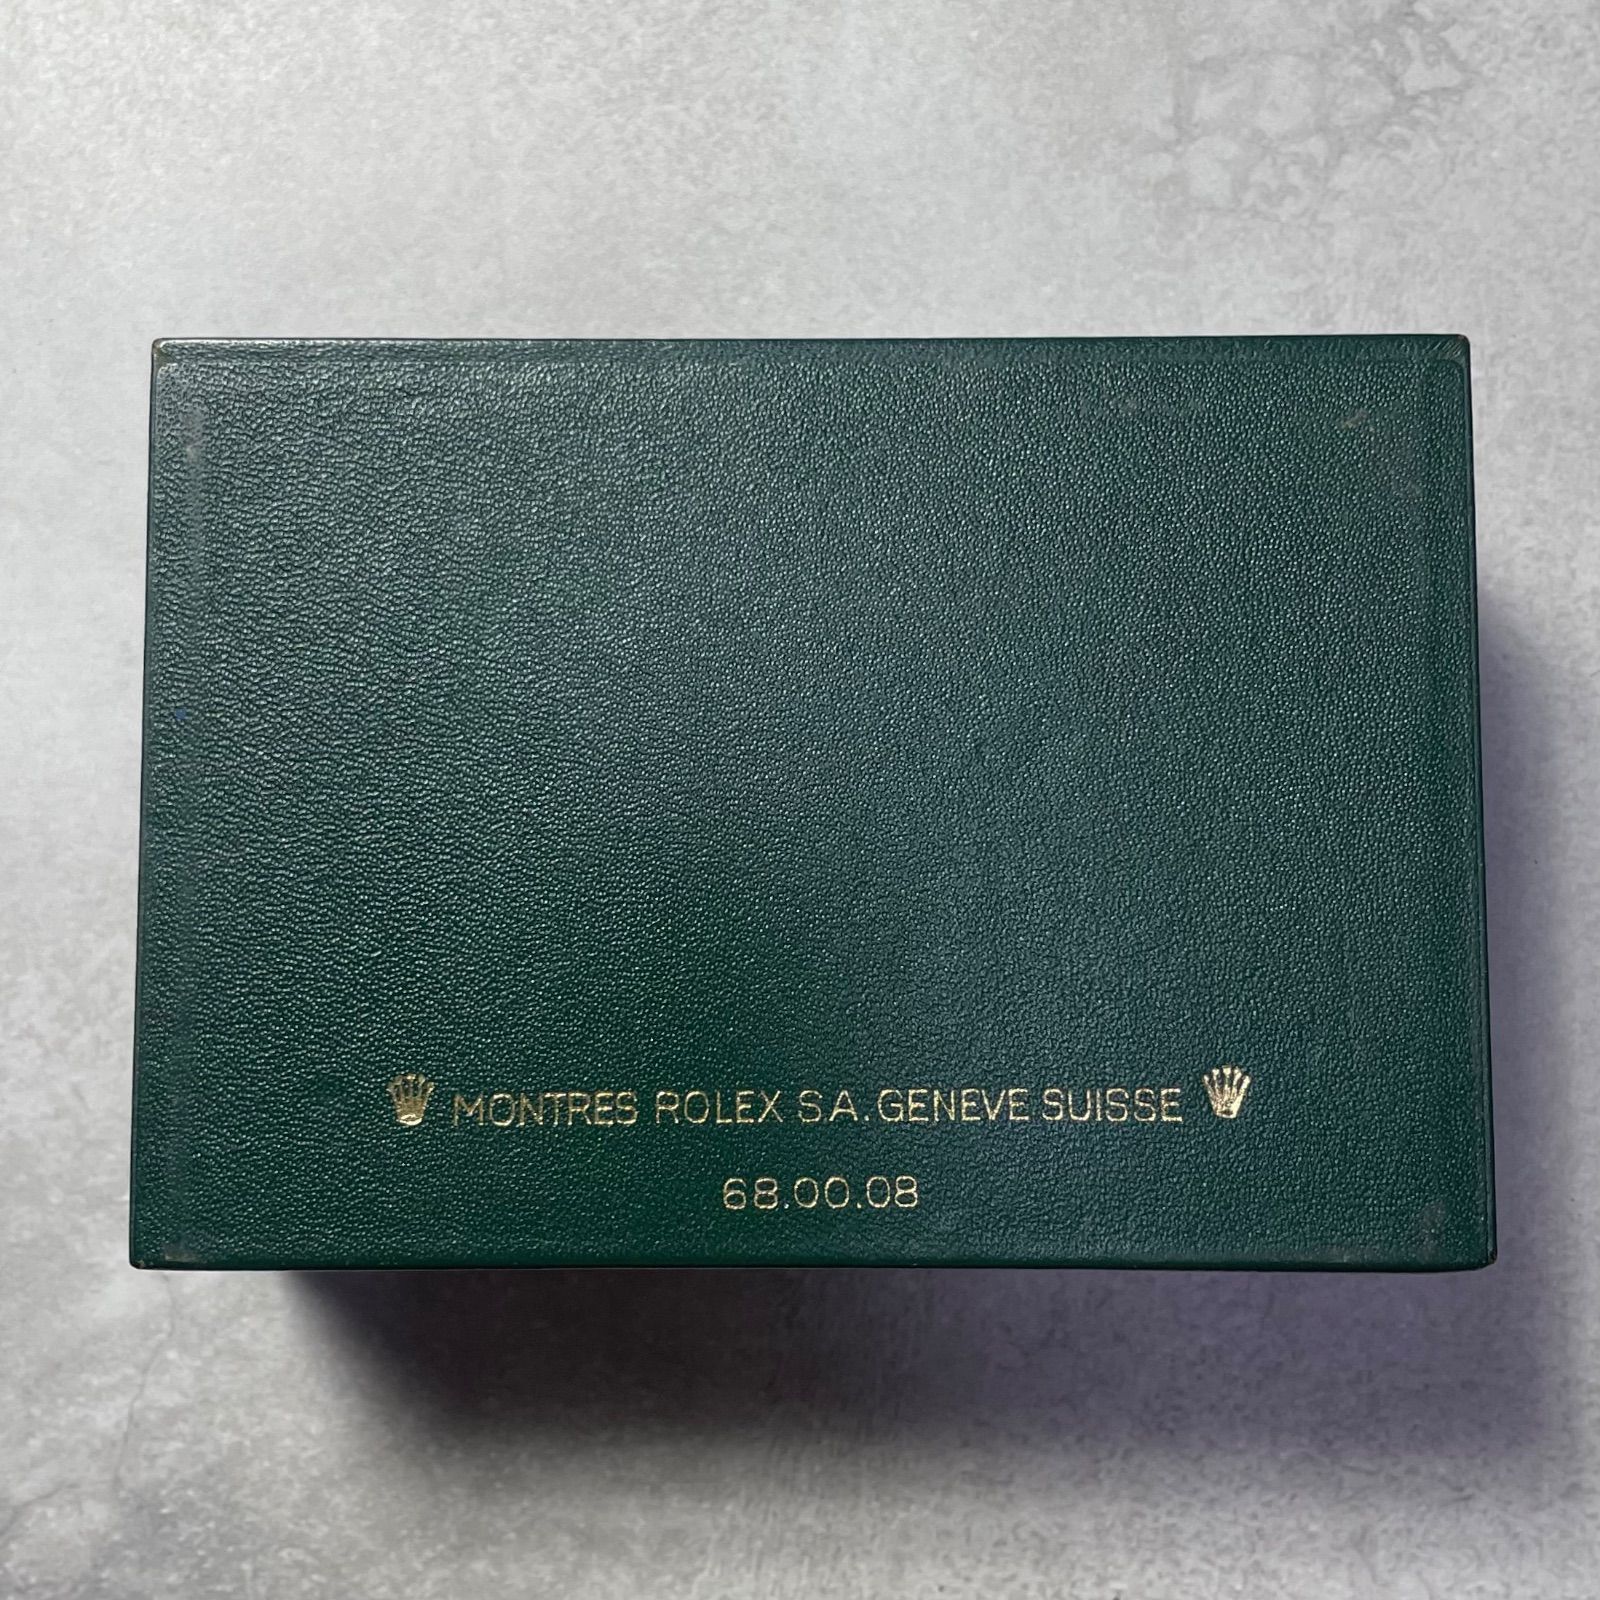 MONTRES ROLEX S.A. GENEVE SUISSE
68.00.08